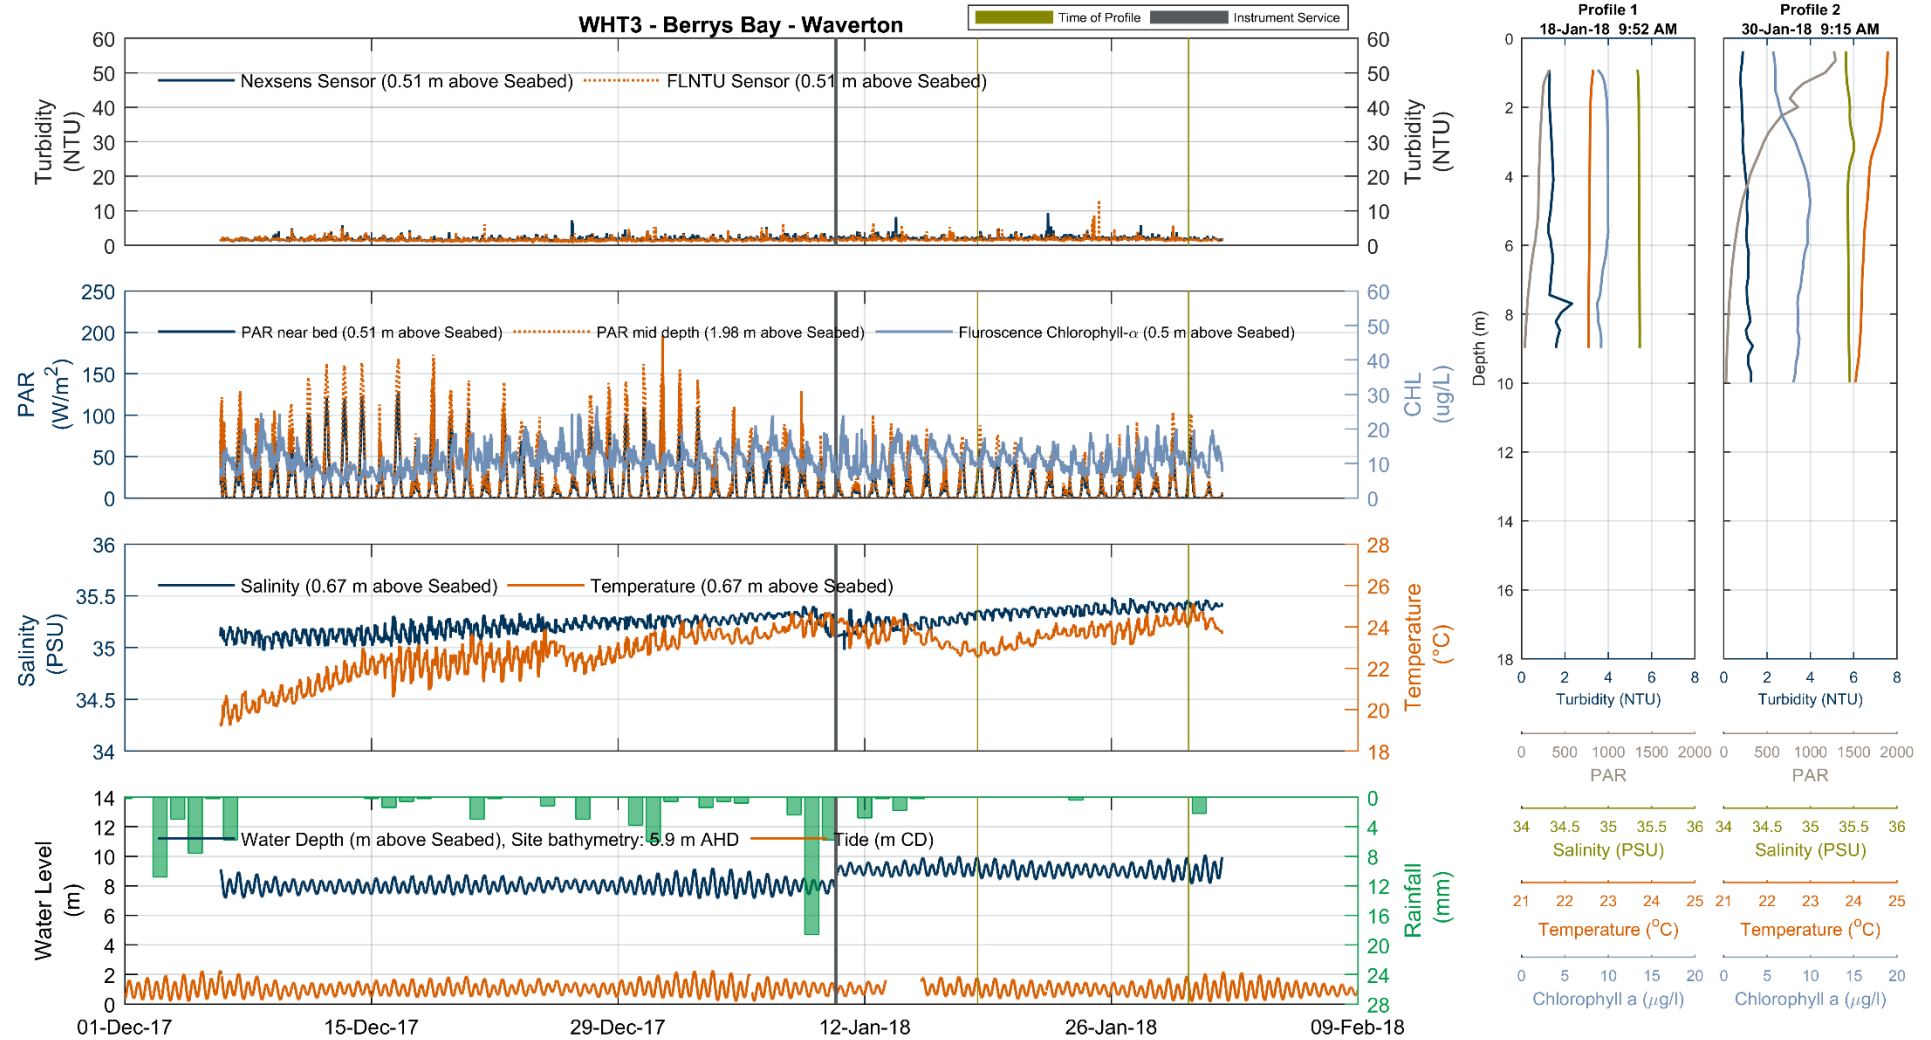 WHT3 - Berrys Bay - Waverton
Time of Profile
Instrument Service
60
50
40
30
20
10
0
Turbidity
(NTU)
Nexsens Sensor (0.51 m above Seabed)
FLNTU Sensor (0.51 m above Seabed)
60
50
40
30
20
10
0
Turbidity
(NTU)
250
200
150
100
50
0
PAR
(W/m2)
PAR near bed (0.51 m above Seabed)
PAR mid depth (1.98 m above Seabed)
Fluroscence Chlorophyll-α (0.5 m above Seabed)
60
50
40
30
20
10
0
CHL
(ug/L)
36
35.5
35
34.5
34
Salinity
(PSU)
Salinity (0.67 m above Seabed)
Temperature (0.67 m above Seabed)
28
26
24
22
20
18
Temperature
(°C)
14
12
10
8
6
4
2
0
Water Level
(m)
Water Depth (m above Seabed), Site bathymetry: 5.9 m AHD
Tide (m CD)
0
4
8
12
16
20
24
28
Rainfall
(mm)
01-Dec-17
15-Dec-17
29-Dec-17
12-Jan-18
26-Jan-18
09-Feb-18
Profile 1
18-Jan-18 9:52 AM
0
2
4
6
8
10
12
14
16
18
Depth (m)
0 2 4 6 8
Turbidity (NTU)
0 500 1000 1500 2000
PAR
34 34.5 35 35.5 36
Salinity (PSU)
21 22 23 24 25
Temperature (oC)
0 5 10 15 20
Chlorophyll a (μg/l)
Profile 2
30-Jan-18 9:15 AM
0 2 4 6 8
Turbidity (NTU)
0 500 1000 1500 2000
PAR
34 34.5 35 35.5 36
Salinity (PSU)
21 22 23 24 25
Temperature (oC)
0 5 10 15 20
Chlorophyll a (μg/l)